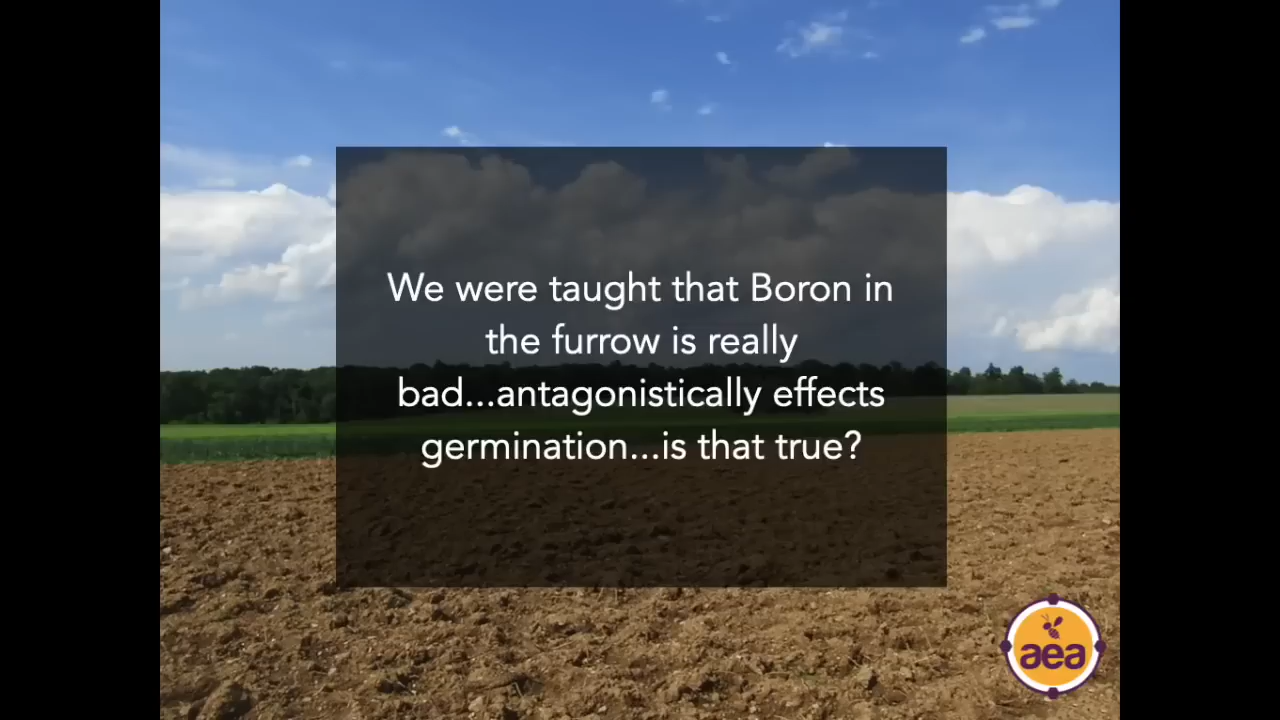 We were taught that Boron in
the furrow is really
bad...antagonistically effects
germination...is that true?
aea